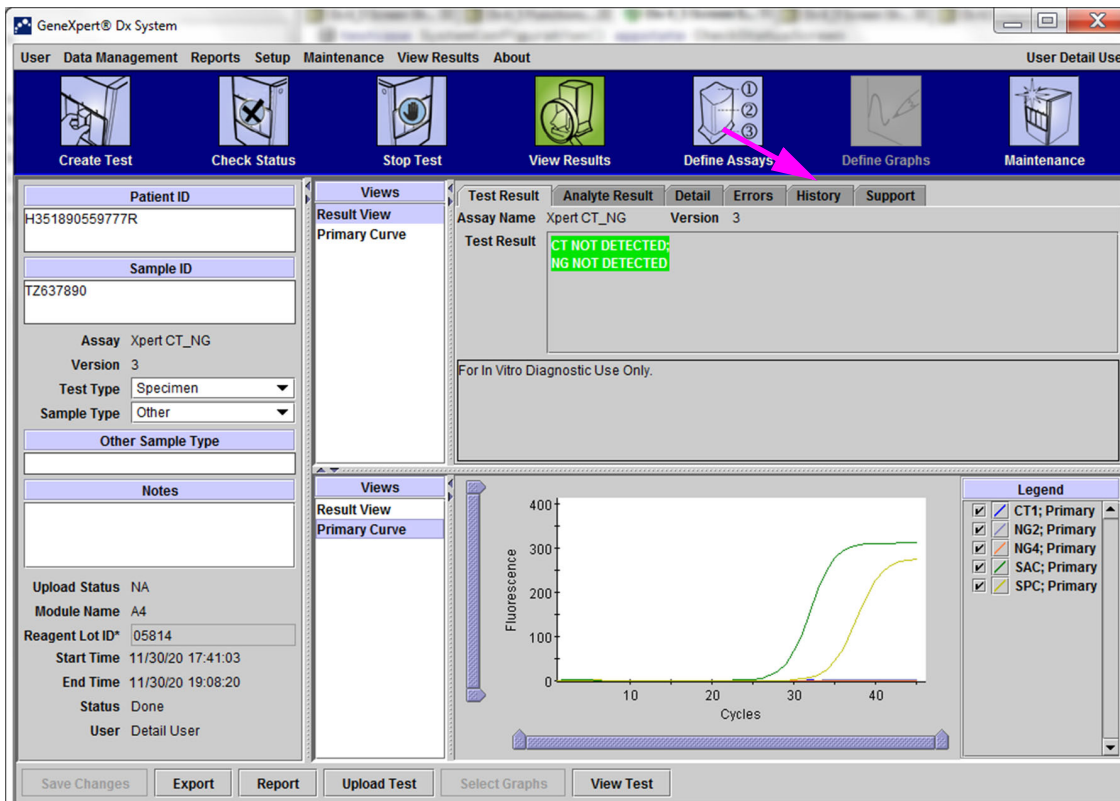 GeneXpert® Dx System
User Data Management Reports Setup Maintenance View Results About User Detail Use
Create Test Check Status Stop Test View Results Define Assays Define Graphs Maintenance
① ② ③
Patient ID
H351890559777R
Sample ID
TZ637890
Assay Xpert CT_NG
Version 3
Test Type Specimen
Sample Type Other
Other Sample Type
Notes
Upload Status NA
Module Name A4
Reagent Lot ID* 05814
Start Time 11/30/20 17:41:03
End Time 11/30/20 19:08:20
Status Done
User Detail User
Views
Result View
Primary Curve
Test Result Analyte Result Detail Errors History Support
Assay Name Xpert CT_NG Version 3
Test Result CT NOT DETECTED;
NG NOT DETECTED
For In Vitro Diagnostic Use Only.
Views
Result View
Primary Curve
Fluorescence
400
300
200
100
0
10 20 30 40
Cycles
Legend
CT1; Primary
NG2; Primary
NG4; Primary
SAC; Primary
SPC; Primary
Save Changes Export Report Upload Test Select Graphs View Test